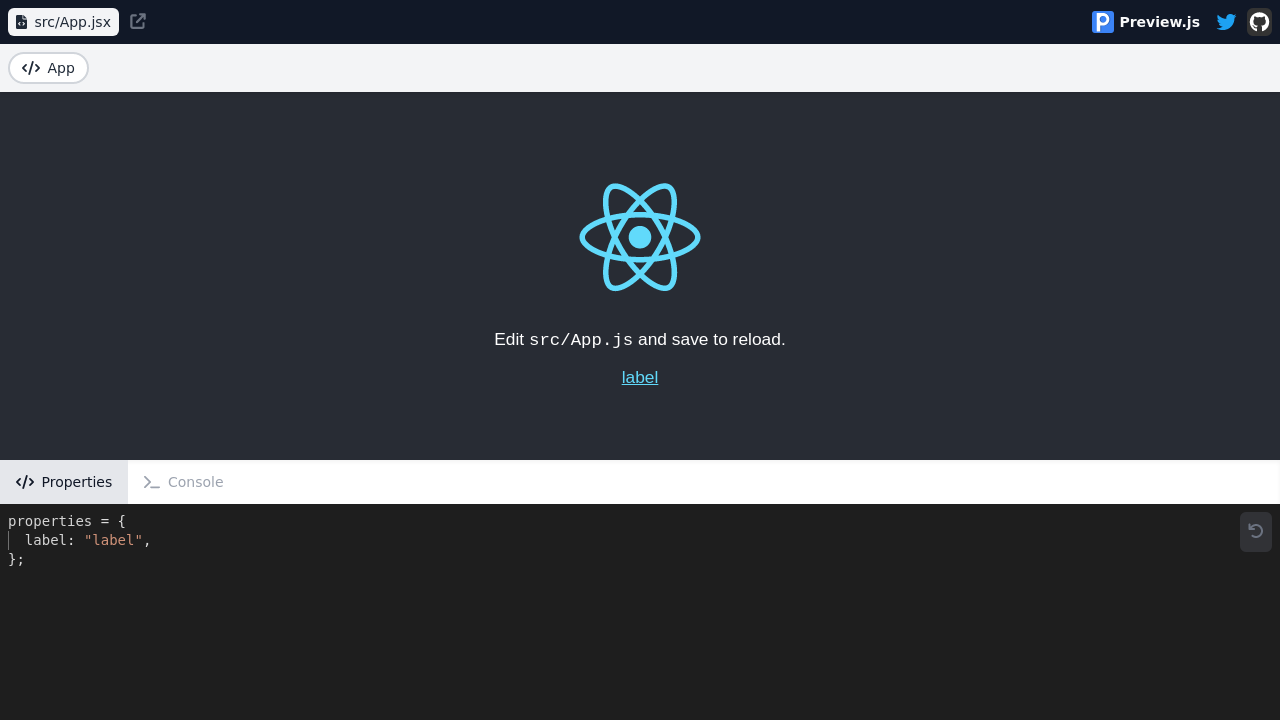 src/App.jsx
Preview.js
App
Edit src/App.js and save to reload.
label
Properties
Console
properties = {
  label: "label",
};